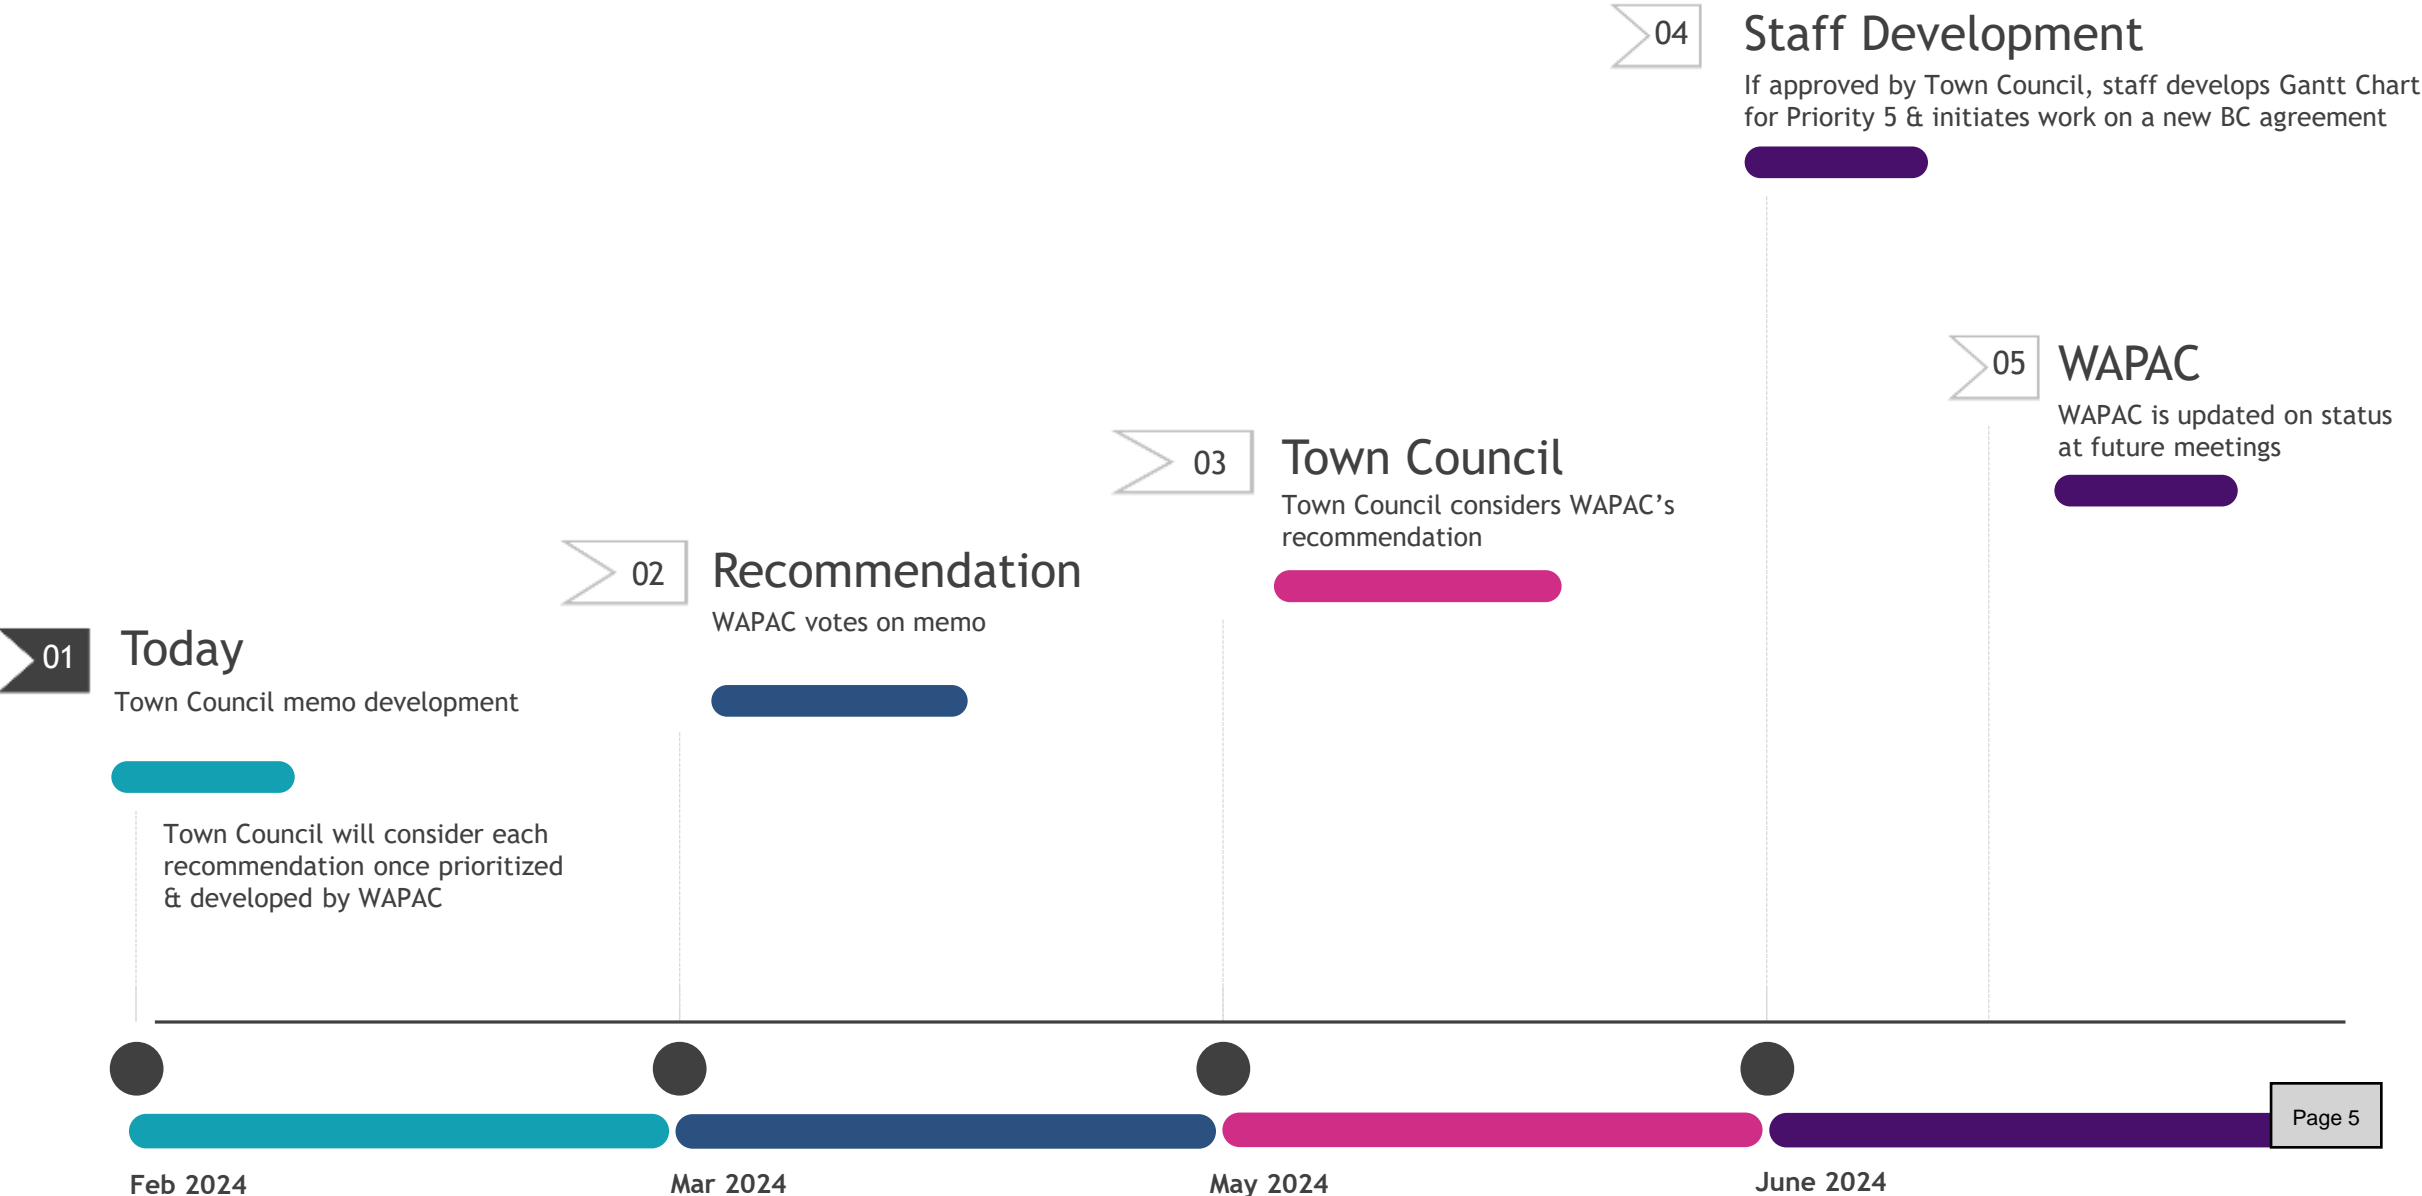 01
Today
Town Council memo development
Town Council will consider each
recommendation once prioritized
& developed by WAPAC
02
Recommendation
WAPAC votes on memo
03
Town Council
Town Council considers WAPAC’s
recommendation
04
Staff Development
If approved by Town Council, staff develops Gantt Chart
for Priority 5 & initiates work on a new BC agreement
05
WAPAC
WAPAC is updated on status
at future meetings
Feb 2024
Mar 2024
May 2024
June 2024
Page 5